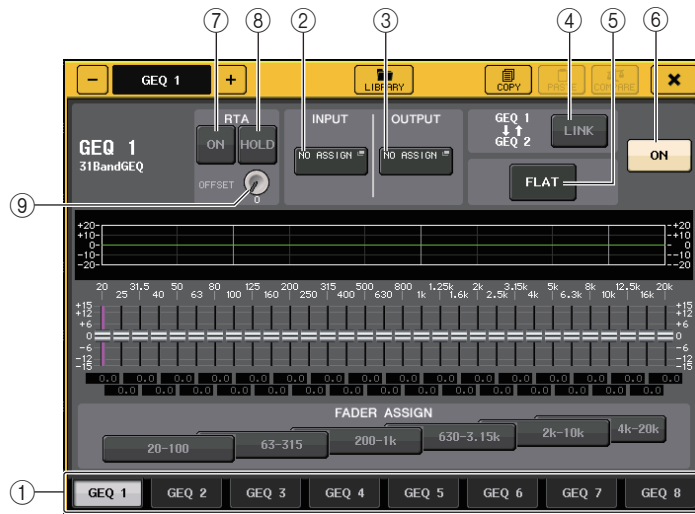 ⑦ ⑧ ② ③ ④ ⑤ ⑥
− GEQ 1 + LIBRARY COPY PASTE COMPARE ×
GEQ 1
31BandGEQ
RTA
ON HOLD
OFFSET
0
INPUT
NO ASSIGN
OUTPUT
NO ASSIGN
GEQ 1
↓↑
GEQ 2
LINK
FLAT
ON
⑨
+20 +20
+10 +10
0 0
-10 -10
-20 -20
20 31.5 50 80 125 200 315 500 800 1.25k 2k 3.15k 5k 8k 12.5k 20k
25 40 63 100 160 250 400 630 1k 1.6k 2.5k 4k 6.3k 10k 16k
+15 +15
+12 +12
+6 +6
0 0
-6 -6
-12 -12
-15 -15
0.0 0.0 0.0 0.0 0.0 0.0 0.0 0.0 0.0 0.0 0.0 0.0 0.0 0.0 0.0 0.0
0.0 0.0 0.0 0.0 0.0 0.0 0.0 0.0 0.0 0.0 0.0 0.0 0.0 0.0 0.0
FADER ASSIGN
20-100 63-315 200-1k 630-3.15k 2k-10k 4k-20k
① GEQ 1 GEQ 2 GEQ 3 GEQ 4 GEQ 5 GEQ 6 GEQ 7 GEQ 8